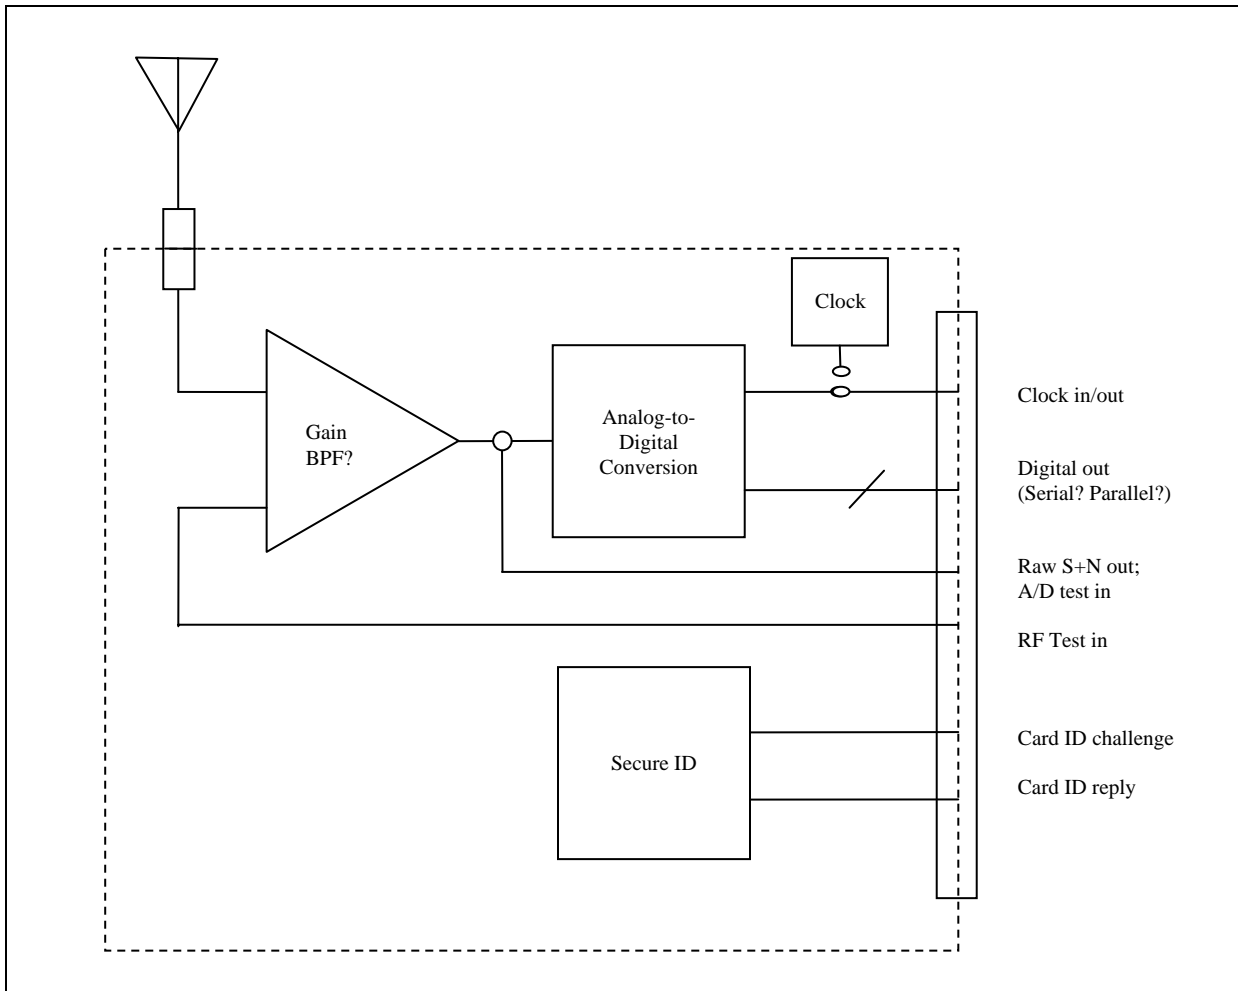 Clock
Clock in/out
Gain
BPF?
Analog-to-
Digital
Conversion
Digital out
(Serial? Parallel?)
Raw S+N out;
A/D test in
RF Test in
Secure ID
Card ID challenge
Card ID reply